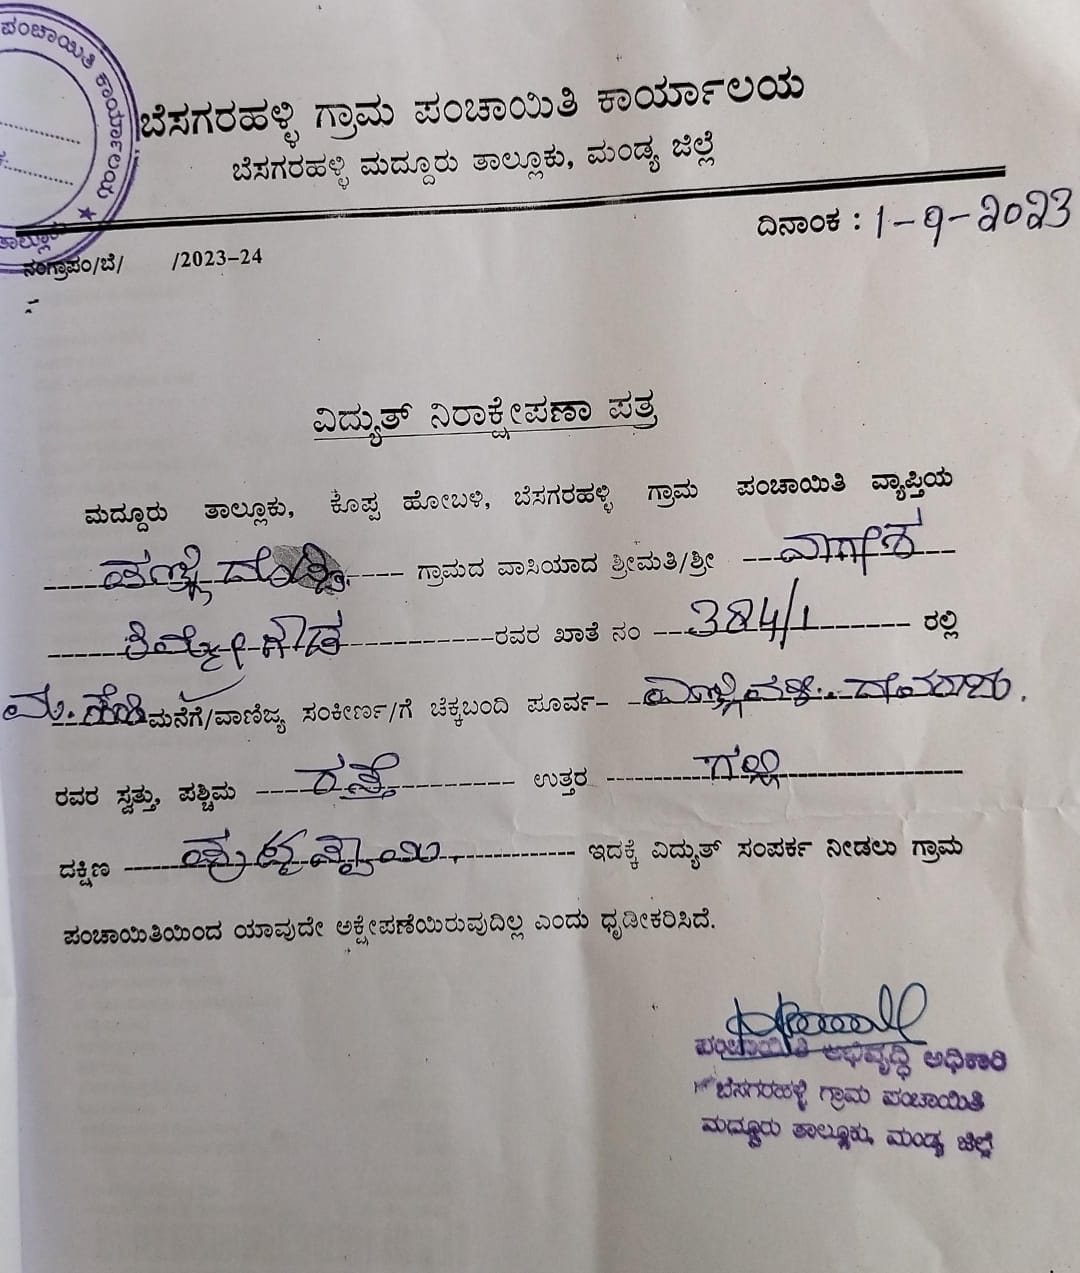 ಪಂಚಾಯಿತಿ ಕಾರ್ಯಾಲಯ ★
ಬೆಸಗರಹಳ್ಳಿ ಗ್ರಾಮ ಪಂಚಾಯಿತಿ ಕಾರ್ಯಾಲಯ
ಬೆಸಗರಹಳ್ಳಿ ಮದ್ದೂರು ತಾಲ್ಲೂಕು, ಮಂಡ್ಯ ಜಿಲ್ಲೆ
ದಿನಾಂಕ : 1-9-2023
ನಂಗ್ರಾಪಂ/ಬೆ/ /2023-24
ವಿದ್ಯುತ್ ನಿರಾಕ್ಷೇಪಣಾ ಪತ್ರ
ಮದ್ದೂರು ತಾಲ್ಲೂಕು, ಕೊಪ್ಪ ಹೋಬಳಿ, ಬೆಸಗರಹಳ್ಳಿ ಗ್ರಾಮ ಪಂಚಾಯಿತಿ ವ್ಯಾಪ್ತಿಯ
ಗ್ರಾಮದ ವಾಸಿಯಾದ ಶ್ರೀಮತಿ/ಶ್ರೀ
ರವರ ಖಾತೆ ನಂ 384/1 ರಲ್ಲಿ
ಮನೆಗೆ/ವಾಣಿಜ್ಯ ಸಂಕೀರ್ಣ/ಗೆ ಚೆಕ್ಕಬಂದಿ ಪೂರ್ವ-
ರವರ ಸ್ವತ್ತು, ಪಶ್ಚಿಮ ರಸ್ತೆ ಉತ್ತರ ಗಲ್ಲಿ
ದಕ್ಷಿಣ ಇದಕ್ಕೆ ವಿದ್ಯುತ್ ಸಂಪರ್ಕ ನೀಡಲು ಗ್ರಾಮ
ಪಂಚಾಯಿತಿಯಿಂದ ಯಾವುದೇ ಅಕ್ಷೇಪಣೆಯಿರುವುದಿಲ್ಲ ಎಂದು ಧೃಡೀಕರಿಸಿದೆ.
ಪಂಚಾಯಿತಿ ಅಭಿವೃದ್ಧಿ ಅಧಿಕಾರಿ
ಬೆಸಗರಹಳ್ಳಿ ಗ್ರಾಮ ಪಂಚಾಯಿತಿ
ಮದ್ದೂರು ತಾಲ್ಲೂಕು, ಮಂಡ್ಯ ಜಿಲ್ಲೆ